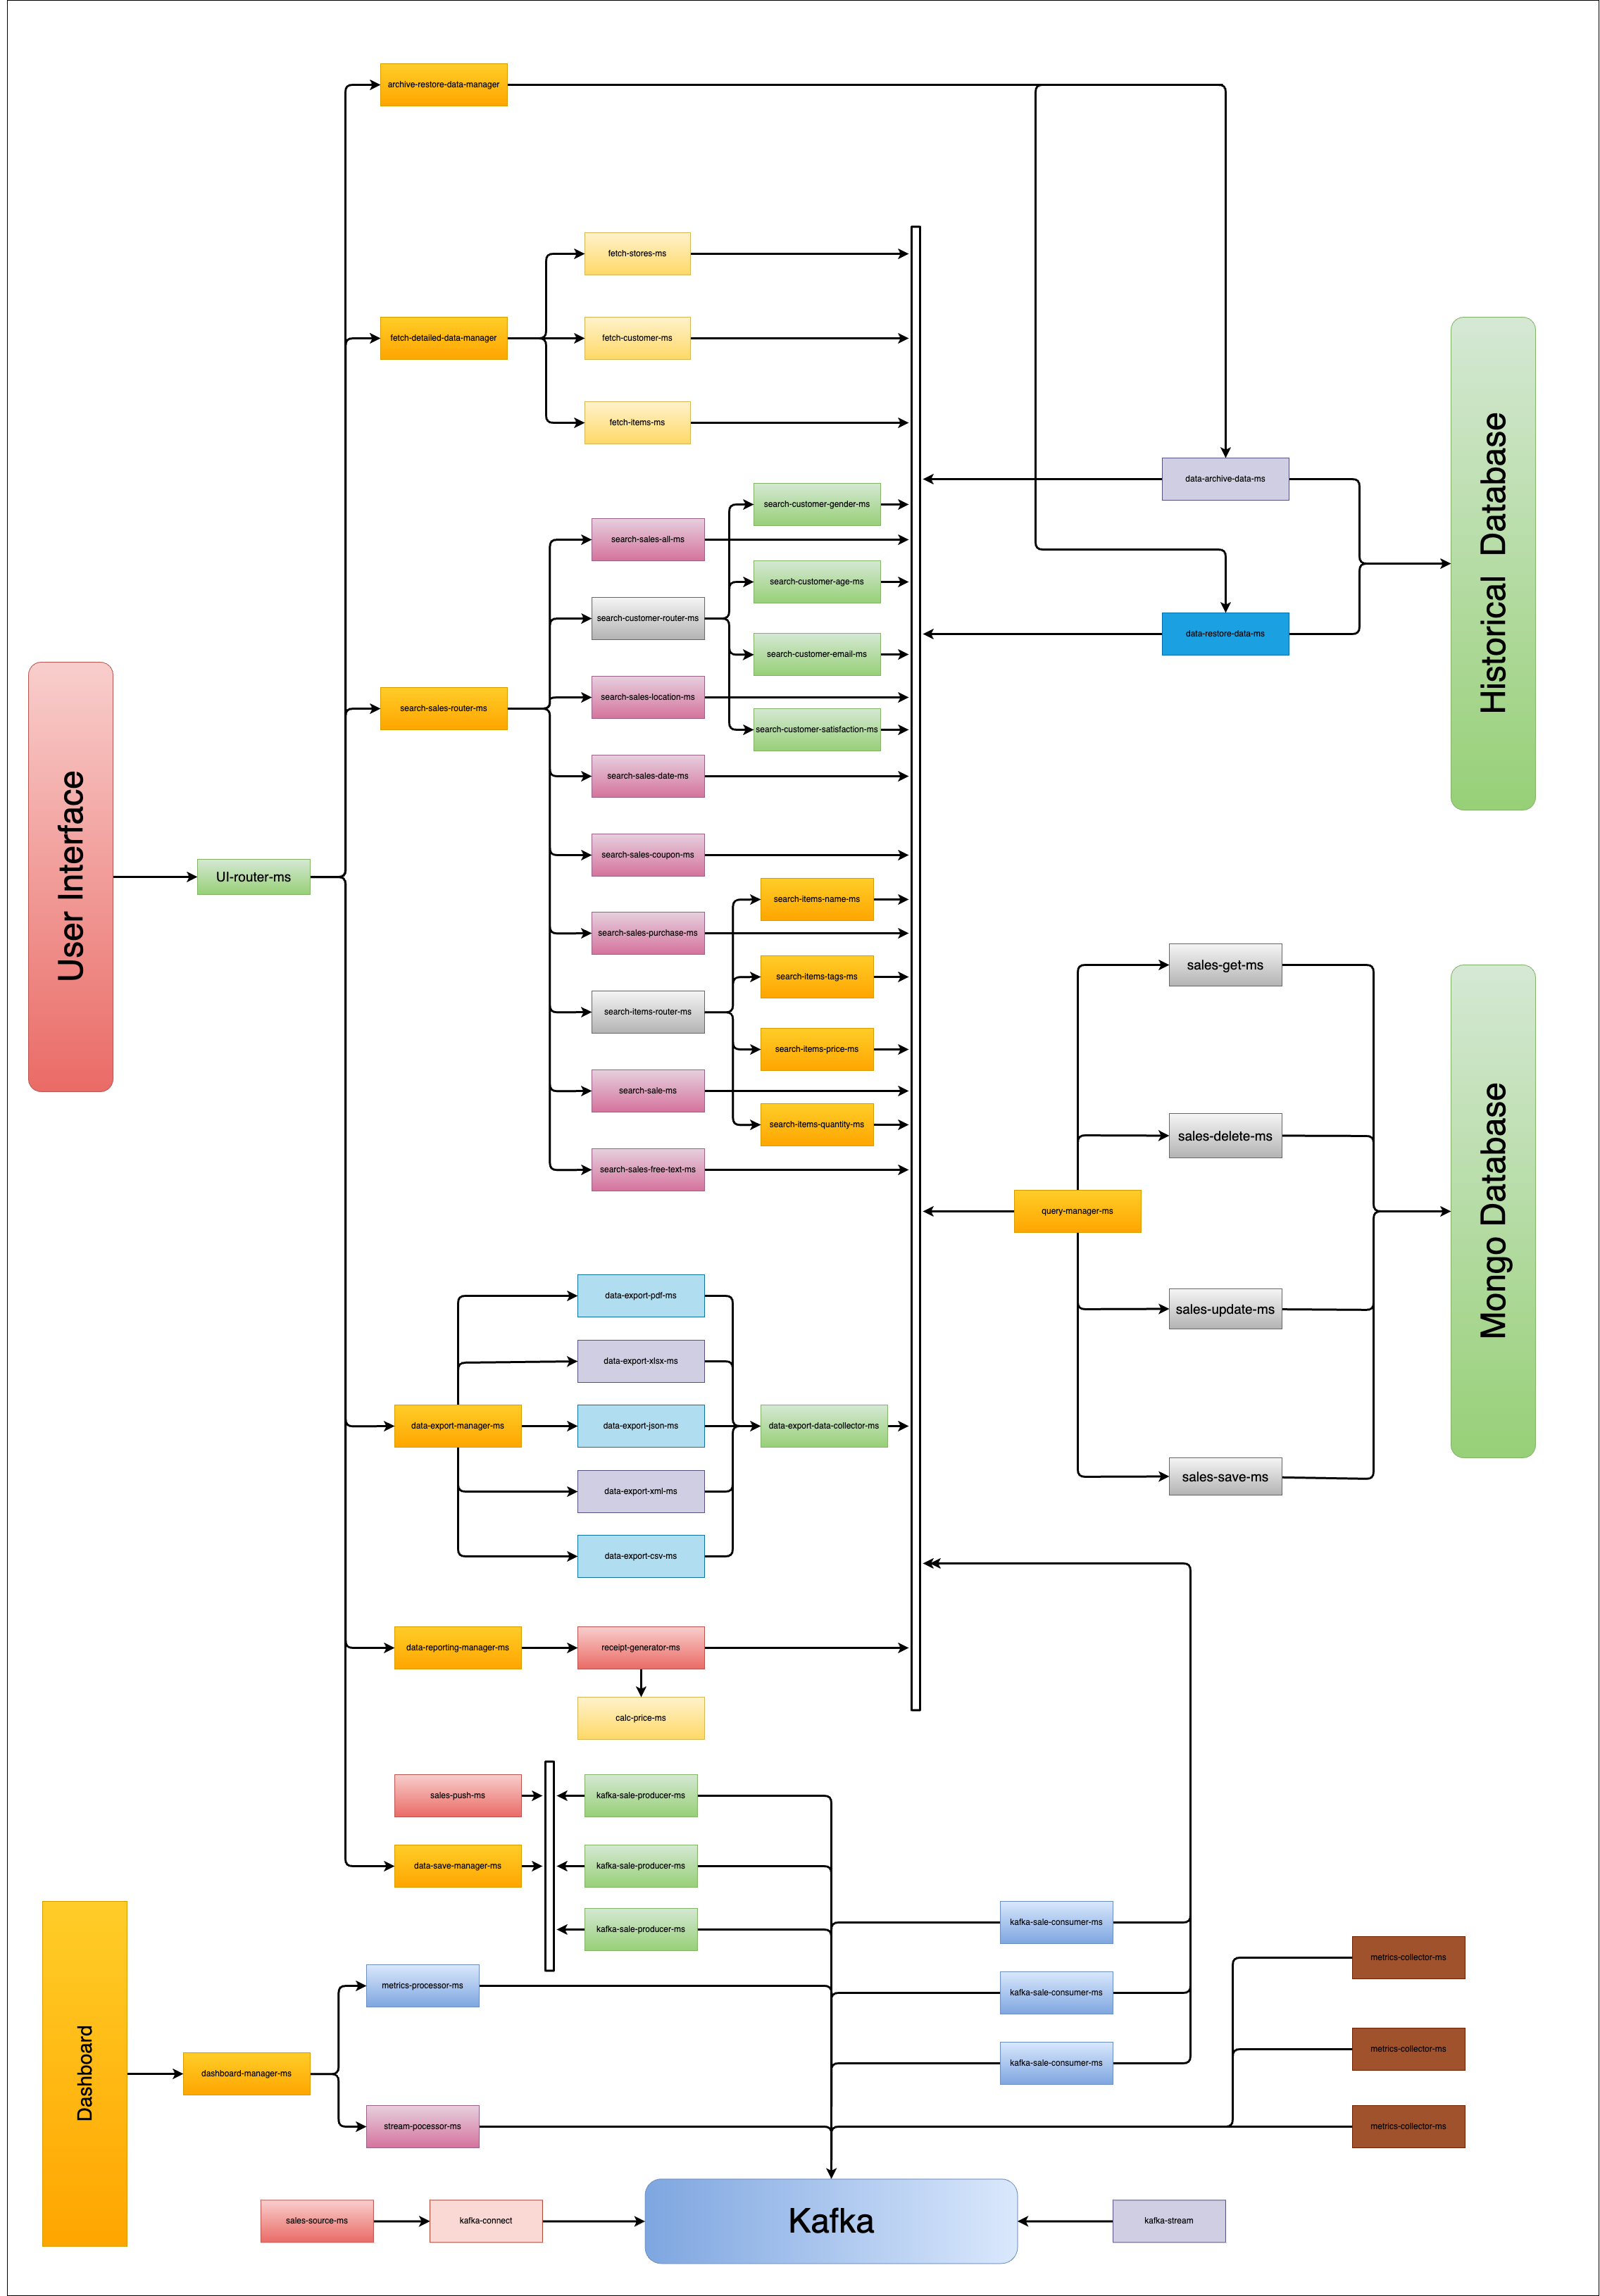 archive-restore-data-manager
fetch-stores-ms
fetch-detailed-data-manager
fetch-customer-ms
fetch-items-ms
data-archive-data-ms
Historical Database
search-customer-gender-ms
search-sales-all-ms
search-customer-age-ms
search-customer-router-ms
data-restore-data-ms
search-customer-email-ms
search-sales-location-ms
search-sales-router-ms
search-customer-satisfaction-ms
search-sales-date-ms
search-sales-coupon-ms
User Interface
UI-router-ms
search-items-name-ms
search-sales-purchase-ms
sales-get-ms
search-items-tags-ms
search-items-router-ms
search-items-price-ms
search-sale-ms
search-items-quantity-ms
sales-delete-ms
search-sales-free-text-ms
query-manager-ms
Mongo Database
data-export-pdf-ms
sales-update-ms
data-export-xlsx-ms
data-export-manager-ms
data-export-json-ms
data-export-data-collector-ms
sales-save-ms
data-export-xml-ms
data-export-csv-ms
data-reporting-manager-ms
receipt-generator-ms
calc-price-ms
sales-push-ms
kafka-sale-producer-ms
data-save-manager-ms
kafka-sale-producer-ms
kafka-sale-consumer-ms
kafka-sale-producer-ms
metrics-collector-ms
metrics-processor-ms
kafka-sale-consumer-ms
metrics-collector-ms
kafka-sale-consumer-ms
Dashboard
dashboard-manager-ms
stream-pocessor-ms
metrics-collector-ms
sales-source-ms
kafka-connect
Kafka
kafka-stream